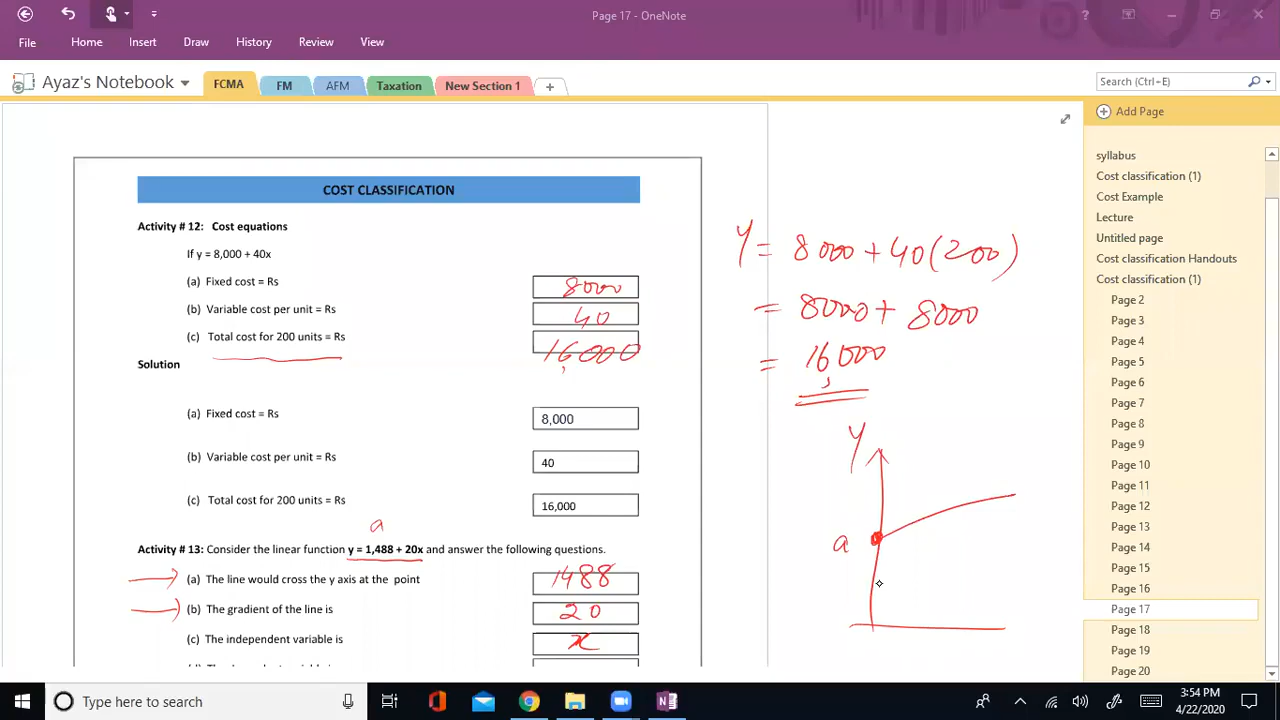 Page 17 - OneNote
File Home Insert Draw History Review View
Ayaz's Notebook FCMA FM AFM Taxation New Section 1
Search (Ctrl+E)
Add Page
COST CLASSIFICATION
Activity # 12: Cost equations
If y = 8,000 + 40x
(a) Fixed cost = Rs 8000
(b) Variable cost per unit = Rs 40
(c) Total cost for 200 units = Rs 16,000
Solution
(a) Fixed cost = Rs 8,000
(b) Variable cost per unit = Rs 40
(c) Total cost for 200 units = Rs 16,000
a
Activity # 13: Consider the linear function y = 1,488 + 20x and answer the following questions.
(a) The line would cross the y axis at the point 1488
(b) The gradient of the line is 20
(c) The independent variable is x
Y = 8000 + 40(200)
= 8000 + 8000
= 16,000
Y
a
syllabus
Cost classification (1)
Cost Example
Lecture
Untitled page
Cost classification Handouts
Cost classification (1)
Page 2
Page 3
Page 4
Page 5
Page 6
Page 7
Page 8
Page 9
Page 10
Page 11
Page 12
Page 13
Page 14
Page 15
Page 16
Page 17
Page 18
Page 19
Page 20
Type here to search
3:54 PM
4/22/2020